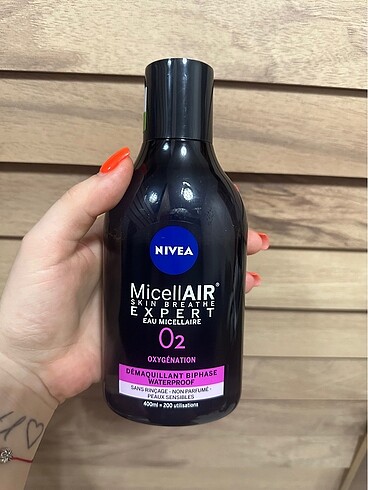 NIVEA
MicellAIR®
SKIN BREATHE
EXPERT
EAU MICELLAIRE
O2
OXYGÉNATION
DÉMAQUILLANT BIPHASE
WATERPROOF
SANS RINÇAGE - NON PARFUMÉ -
PEAUX SENSIBLES
400ml = 200 utilisations